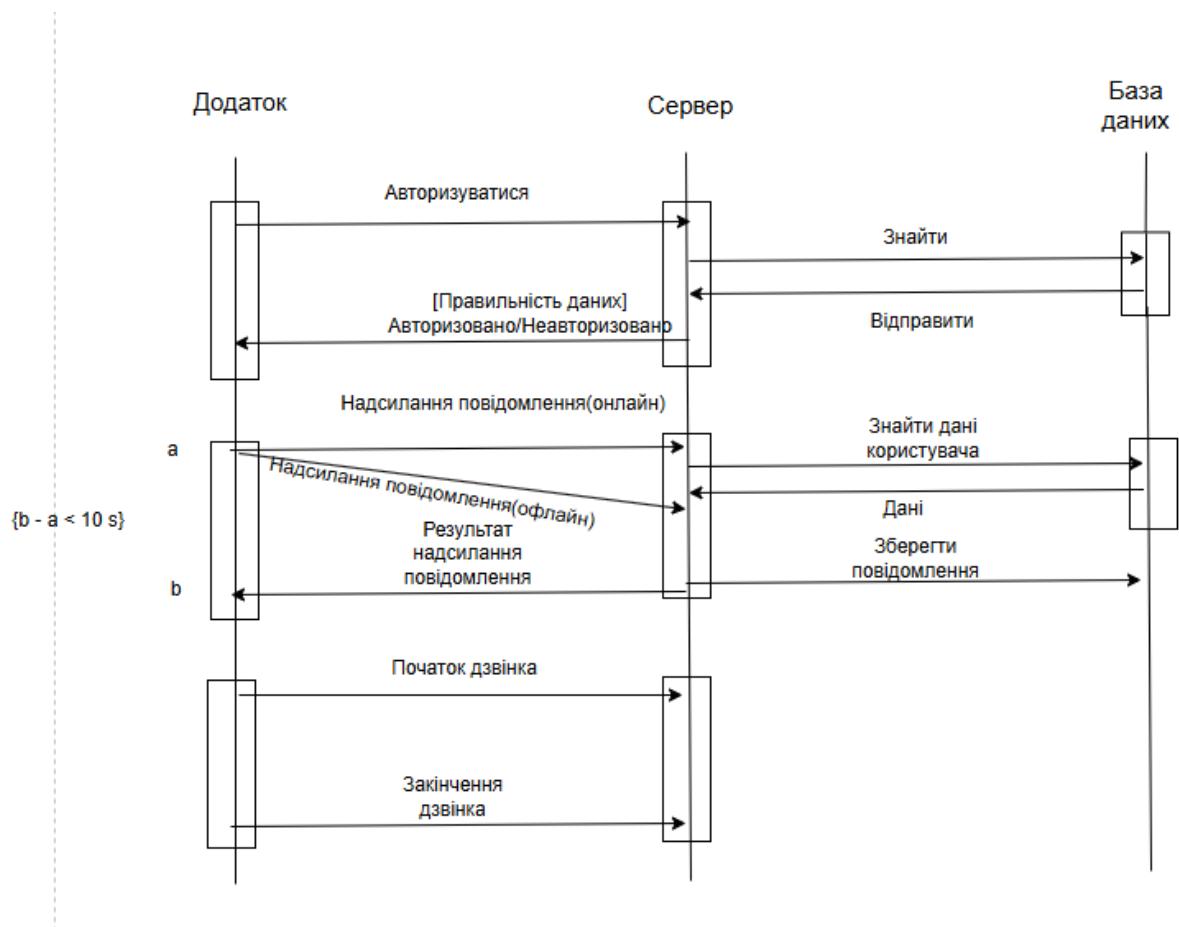 Додаток
Сервер
База
даних
Авторизуватися
Знайти
[Правильність даних]
Авторизовано/Неавторизовано
Відправити
Надсилання повідомлення(онлайн)
Знайти дані
користувача
a
Надсилання повідомлення(офлайн)
Дані
{b - a < 10 s}
Результат
надсилання
повідомлення
Зберегти
повідомлення
b
Початок дзвінка
Закінчення
дзвінка